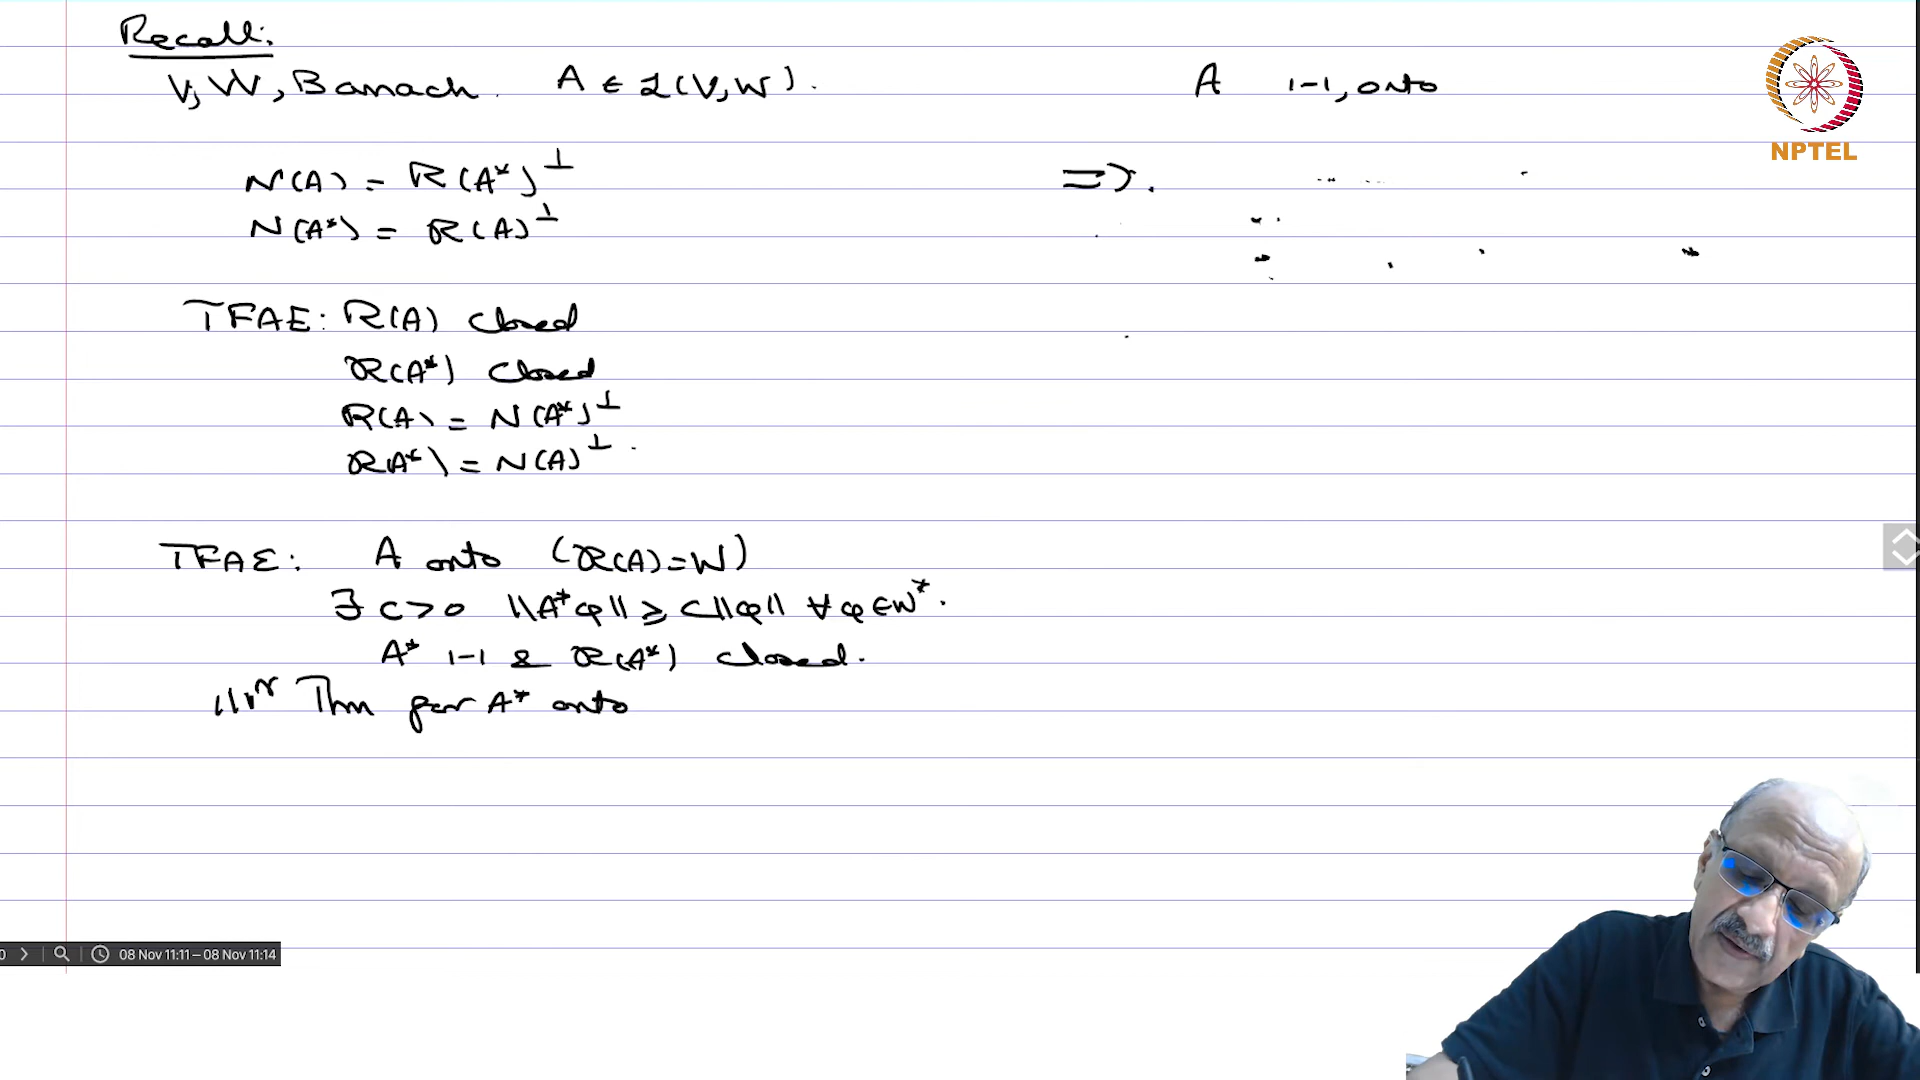 Recall:
V, W, Banach. A ∈ L(V,W).
A 1-1, onto
NPTEL
N(A) = R(A*)⊥
⇒.
N(A*) = R(A)⊥
TFAE: R(A) closed
R(A*) closed
R(A) = N(A*)⊥
R(A*) = N(A)⊥.
TFAE: A onto (R(A)=W)
∃ c>0 ||A*φ|| ≥ c||φ|| ∀ φ∈W*.
A* 1-1 & R(A*) closed.
|||ly Thm for A* onto
08 Nov 11:11 – 08 Nov 11:14